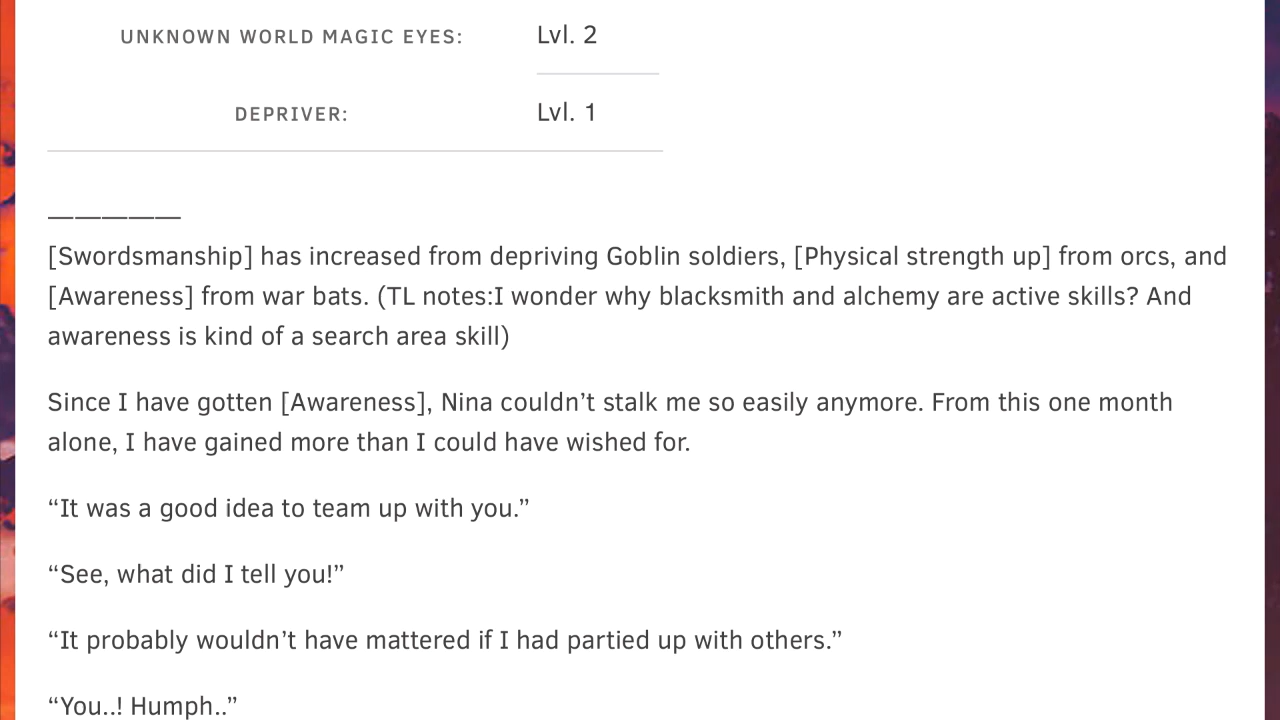 UNKNOWN WORLD MAGIC EYES: Lvl. 2
DEPRIVER: Lvl. 1
—————
[Swordsmanship] has increased from depriving Goblin soldiers, [Physical strength up] from orcs, and
[Awareness] from war bats. (TL notes:I wonder why blacksmith and alchemy are active skills? And
awareness is kind of a search area skill)
Since I have gotten [Awareness], Nina couldn’t stalk me so easily anymore. From this one month
alone, I have gained more than I could have wished for.
“It was a good idea to team up with you.”
“See, what did I tell you!”
“It probably wouldn’t have mattered if I had partied up with others.”
“You..! Humph..”